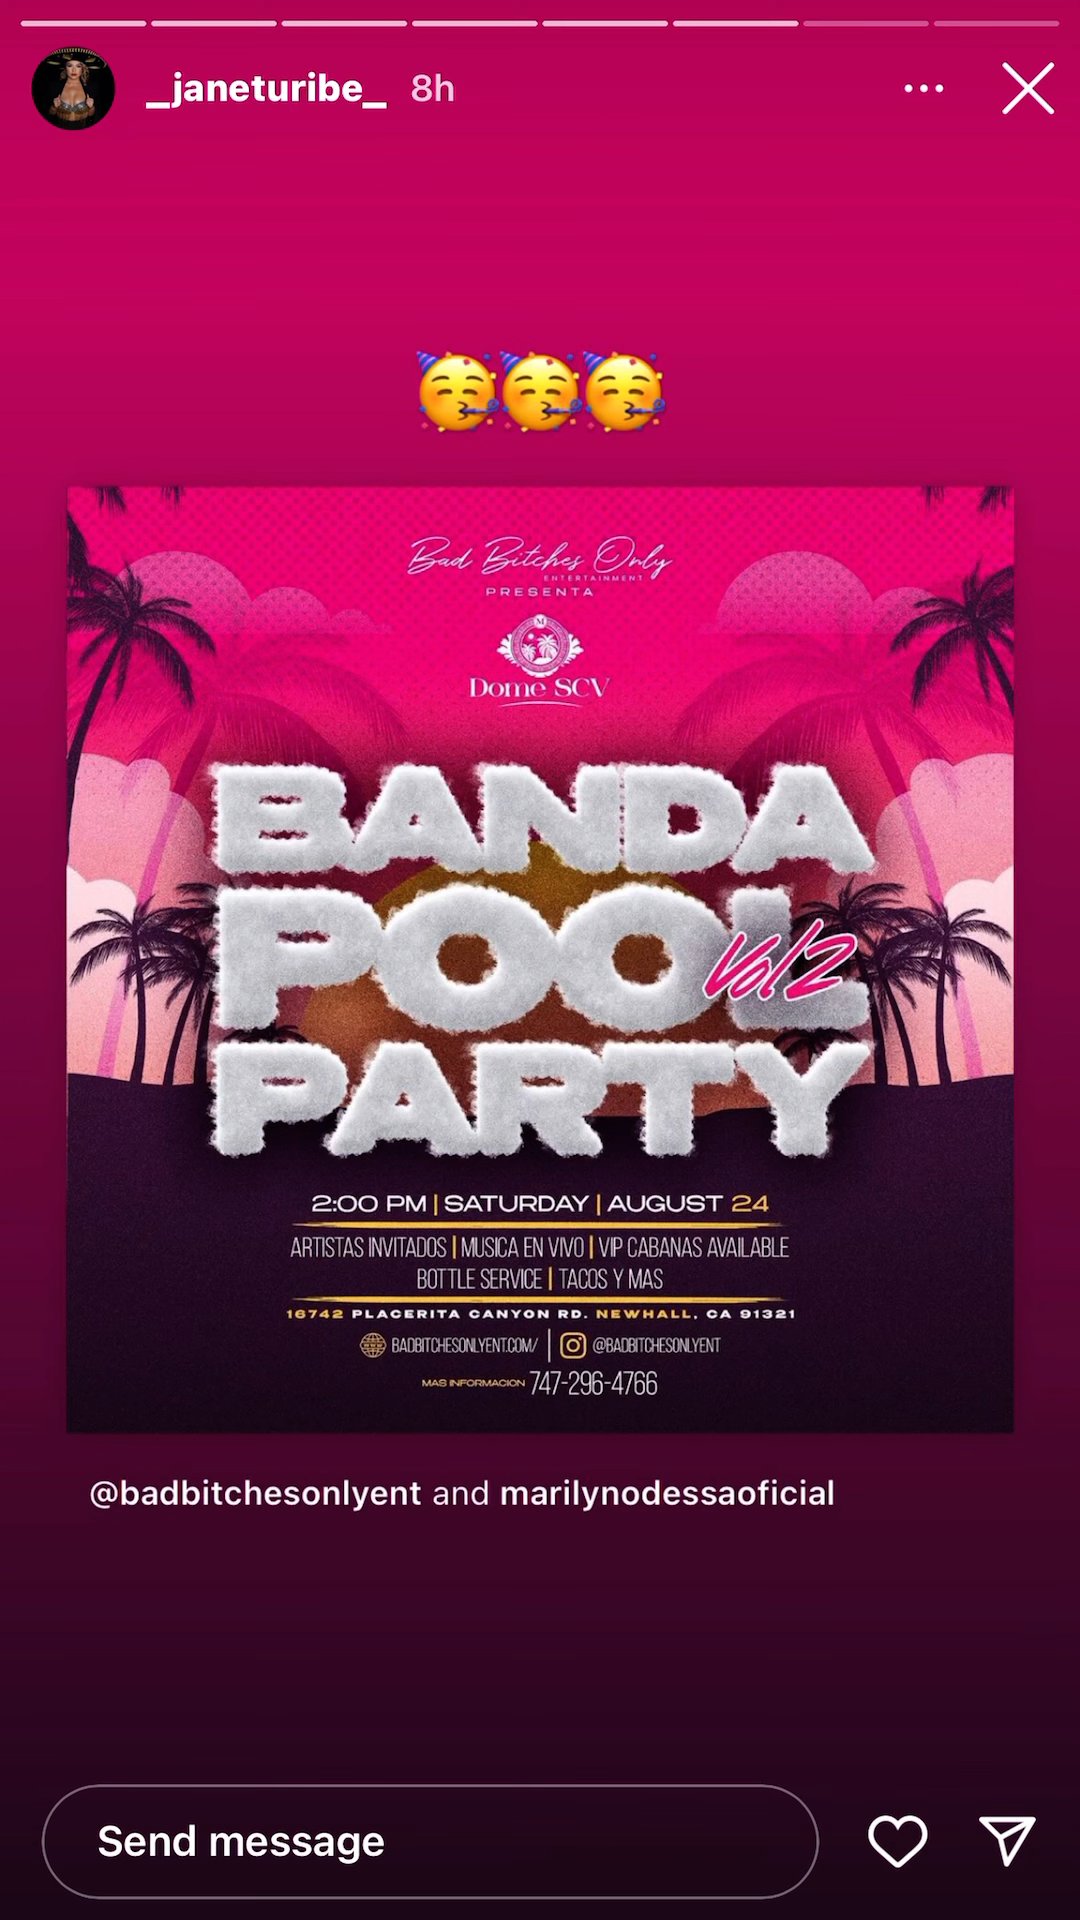 _janeturibe_ 8h
Bad Bitches Only
ENTERTAINMENT
PRESENTA
M
Dome SCV
BANDA
POOL
Vol 2
PARTY
2:00 PM | SATURDAY | AUGUST 24
ARTISTAS INVITADOS | MUSICA EN VIVO | VIP CABANAS AVAILABLE
BOTTLE SERVICE | TACOS Y MAS
16742 PLACERITA CANYON RD. NEWHALL, CA 91321
BADBITCHESONLYENT.COM/ | @BADBITCHESONLYENT
MAS INFORMACION 747-296-4766
@badbitchesonlyent and marilynodessaoficial
Send message